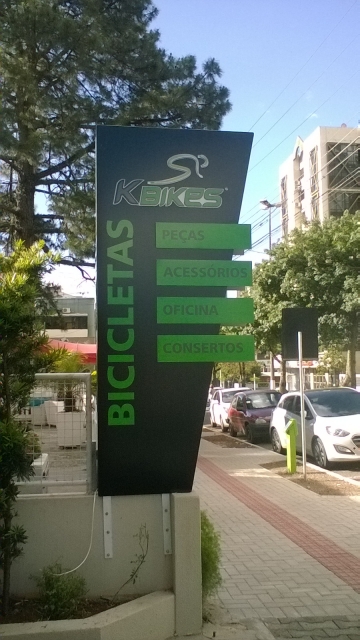 KBIKES
BICICLETAS
PEÇAS
ACESSÓRIOS
OFICINA
CONSERTOS